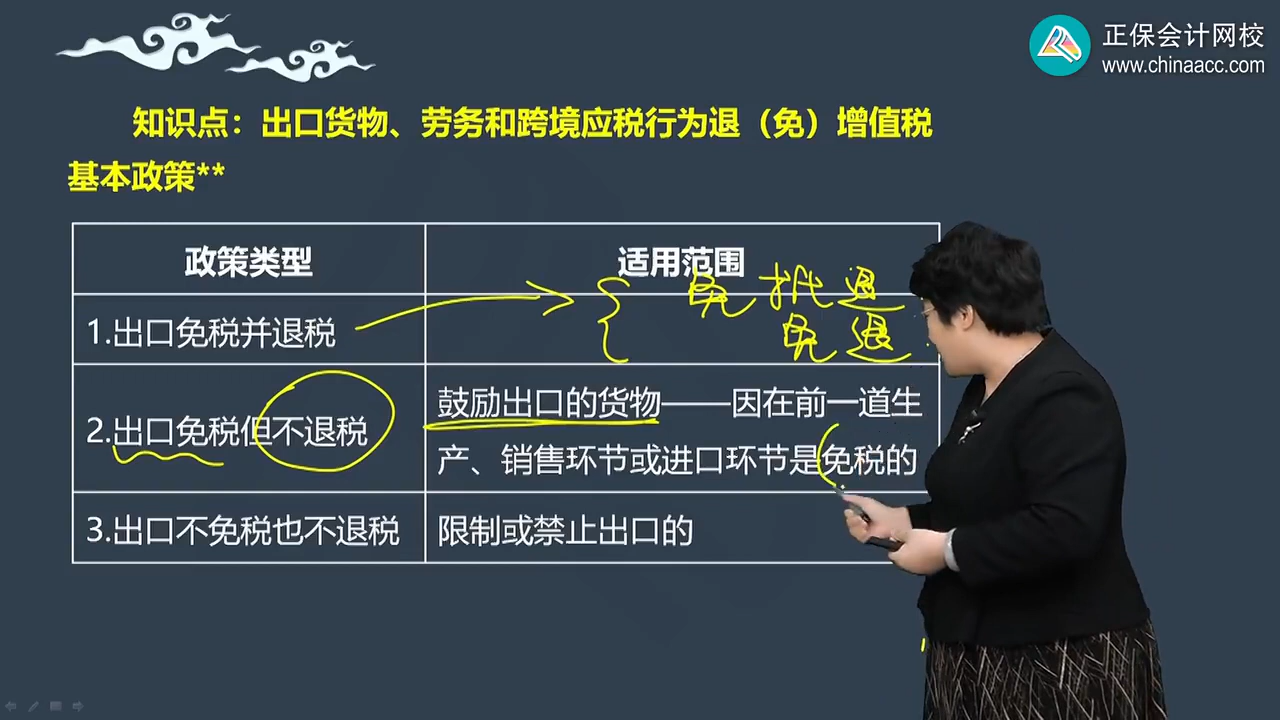 正保会计网校
www.chinaacc.com
知识点：出口货物、劳务和跨境应税行为退（免）增值税
基本政策**
政策类型
适用范围
1.出口免税并退税
免抵退
免退
2.出口免税但不退税
鼓励出口的货物——因在前一道生
产、销售环节或进口环节是免税的
3.出口不免税也不退税
限制或禁止出口的